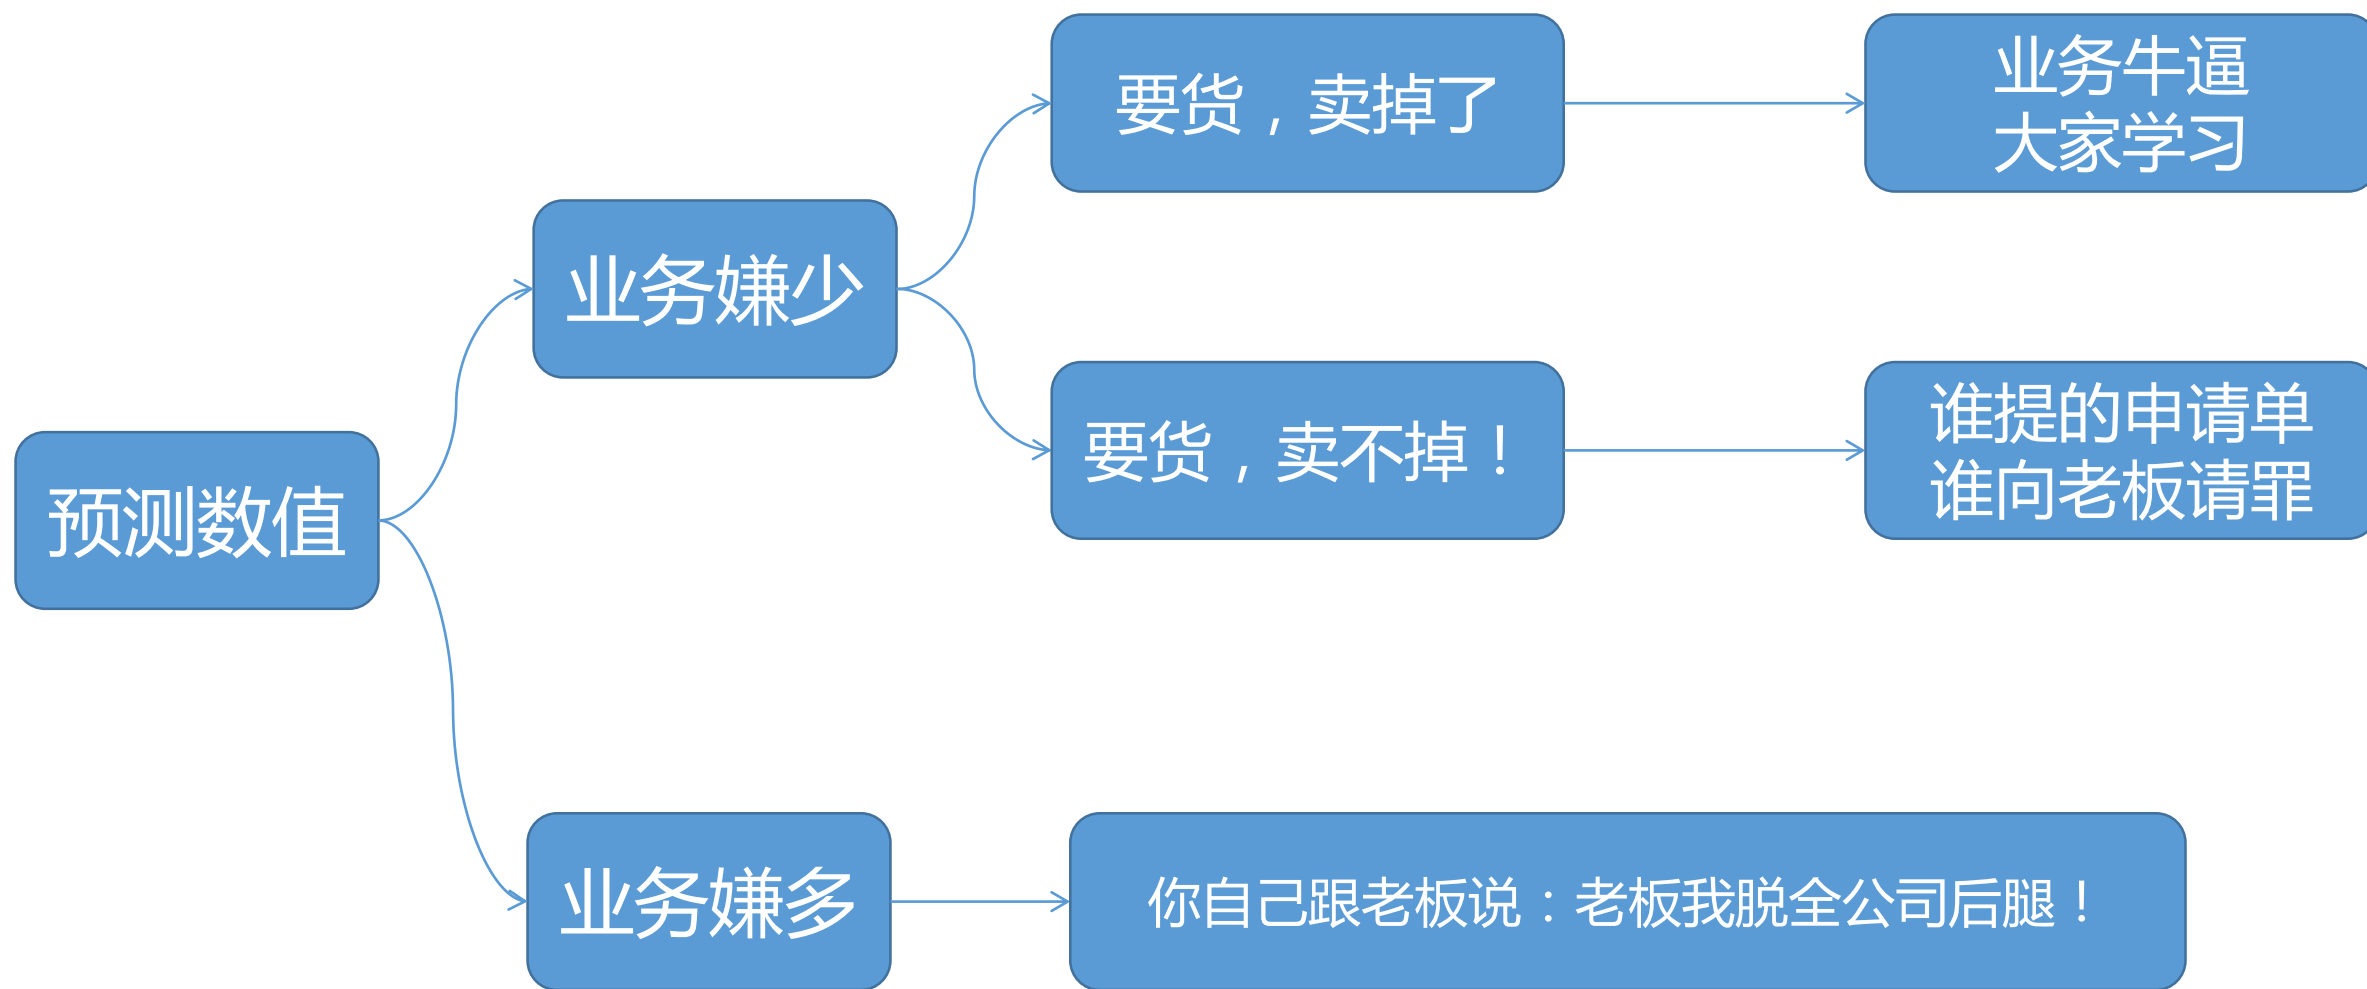 要货，卖掉了
业务牛逼
大家学习
业务嫌少
要货，卖不掉！
谁提的申请单
谁向老板请罪
预测数值
业务嫌多
你自己跟老板说：老板我脱全公司后腿！